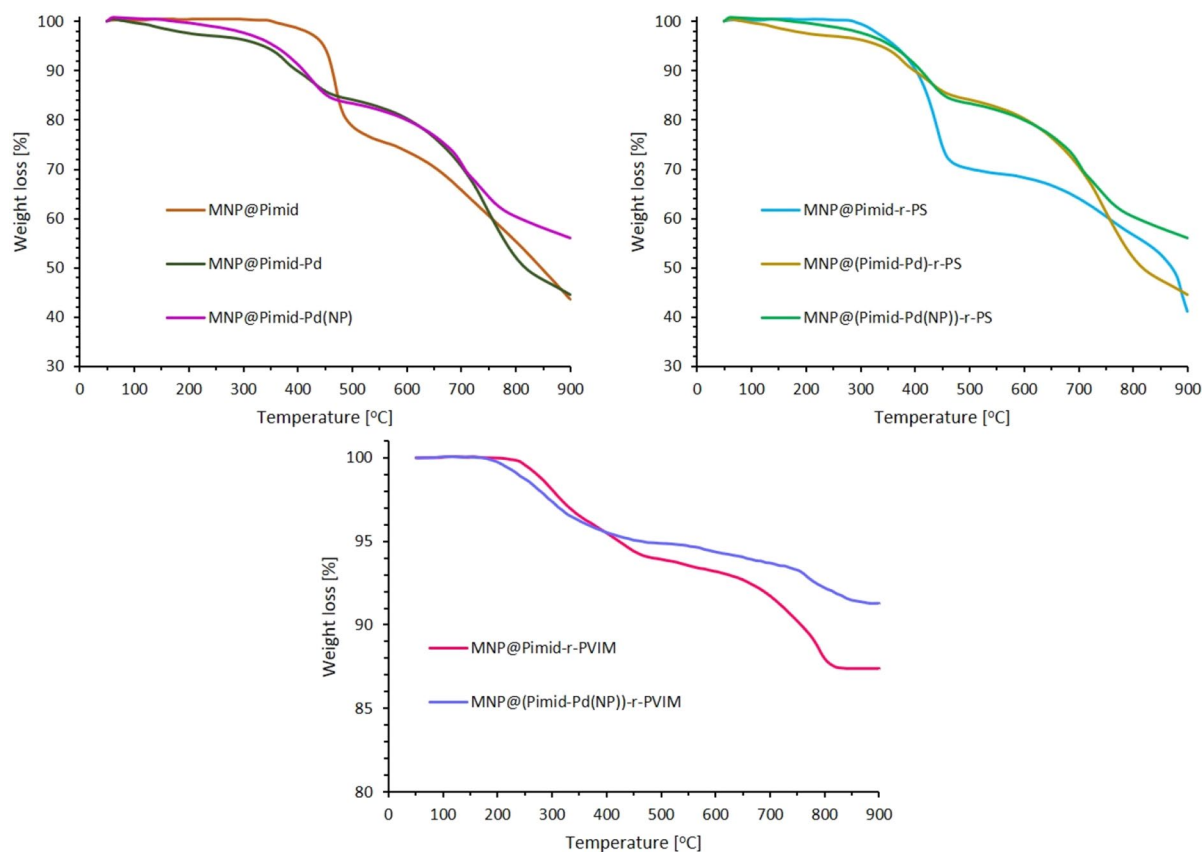 Weight loss [%]
100
90
80
70
60
50
40
30
MNP@Pimid
MNP@Pimid-Pd
MNP@Pimid-Pd(NP)
0 100 200 300 400 500 600 700 800 900
Temperature [°C]
Weight loss [%]
100
90
80
70
60
50
40
30
MNP@Pimid-r-PS
MNP@(Pimid-Pd)-r-PS
MNP@(Pimid-Pd(NP))-r-PS
0 100 200 300 400 500 600 700 800 900
Temperature [°C]
Weight loss [%]
100
95
90
85
80
MNP@Pimid-r-PVIM
MNP@(Pimid-Pd(NP))-r-PVIM
0 100 200 300 400 500 600 700 800 900
Temperature [°C]